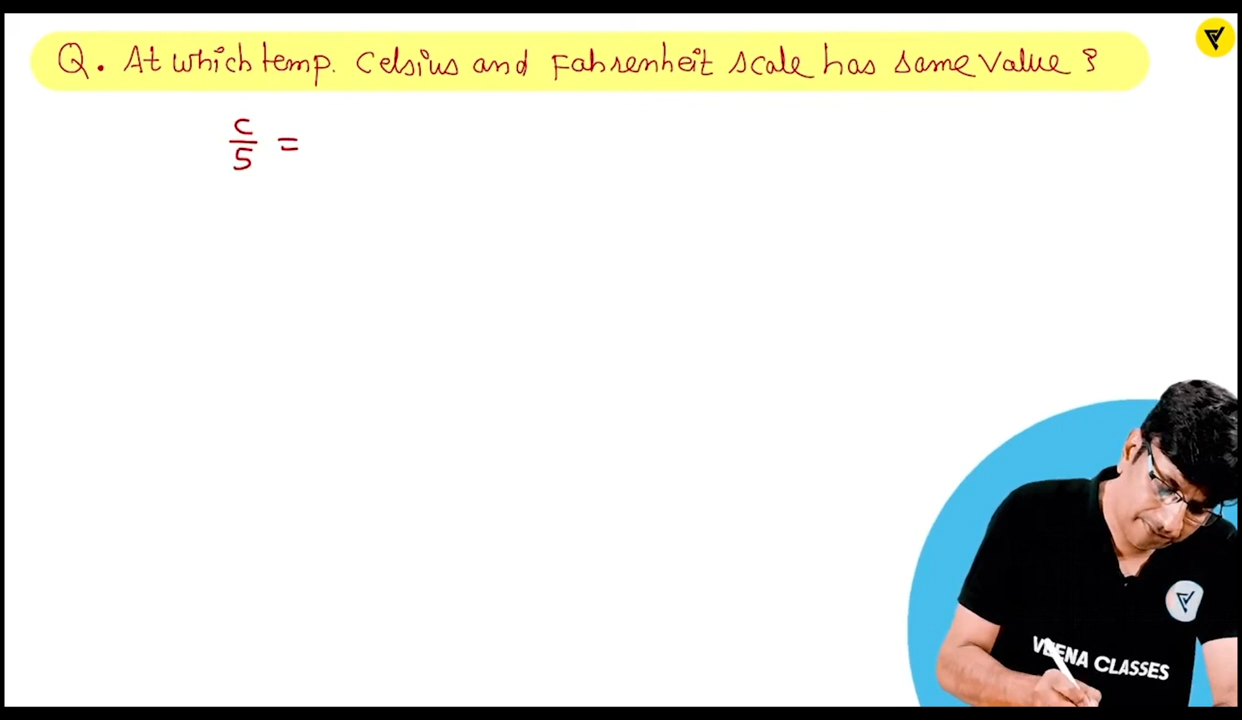 Q. At which temp. Celsius and Fahrenheit scale has same value ?
C/5 =
VEENA CLASSES